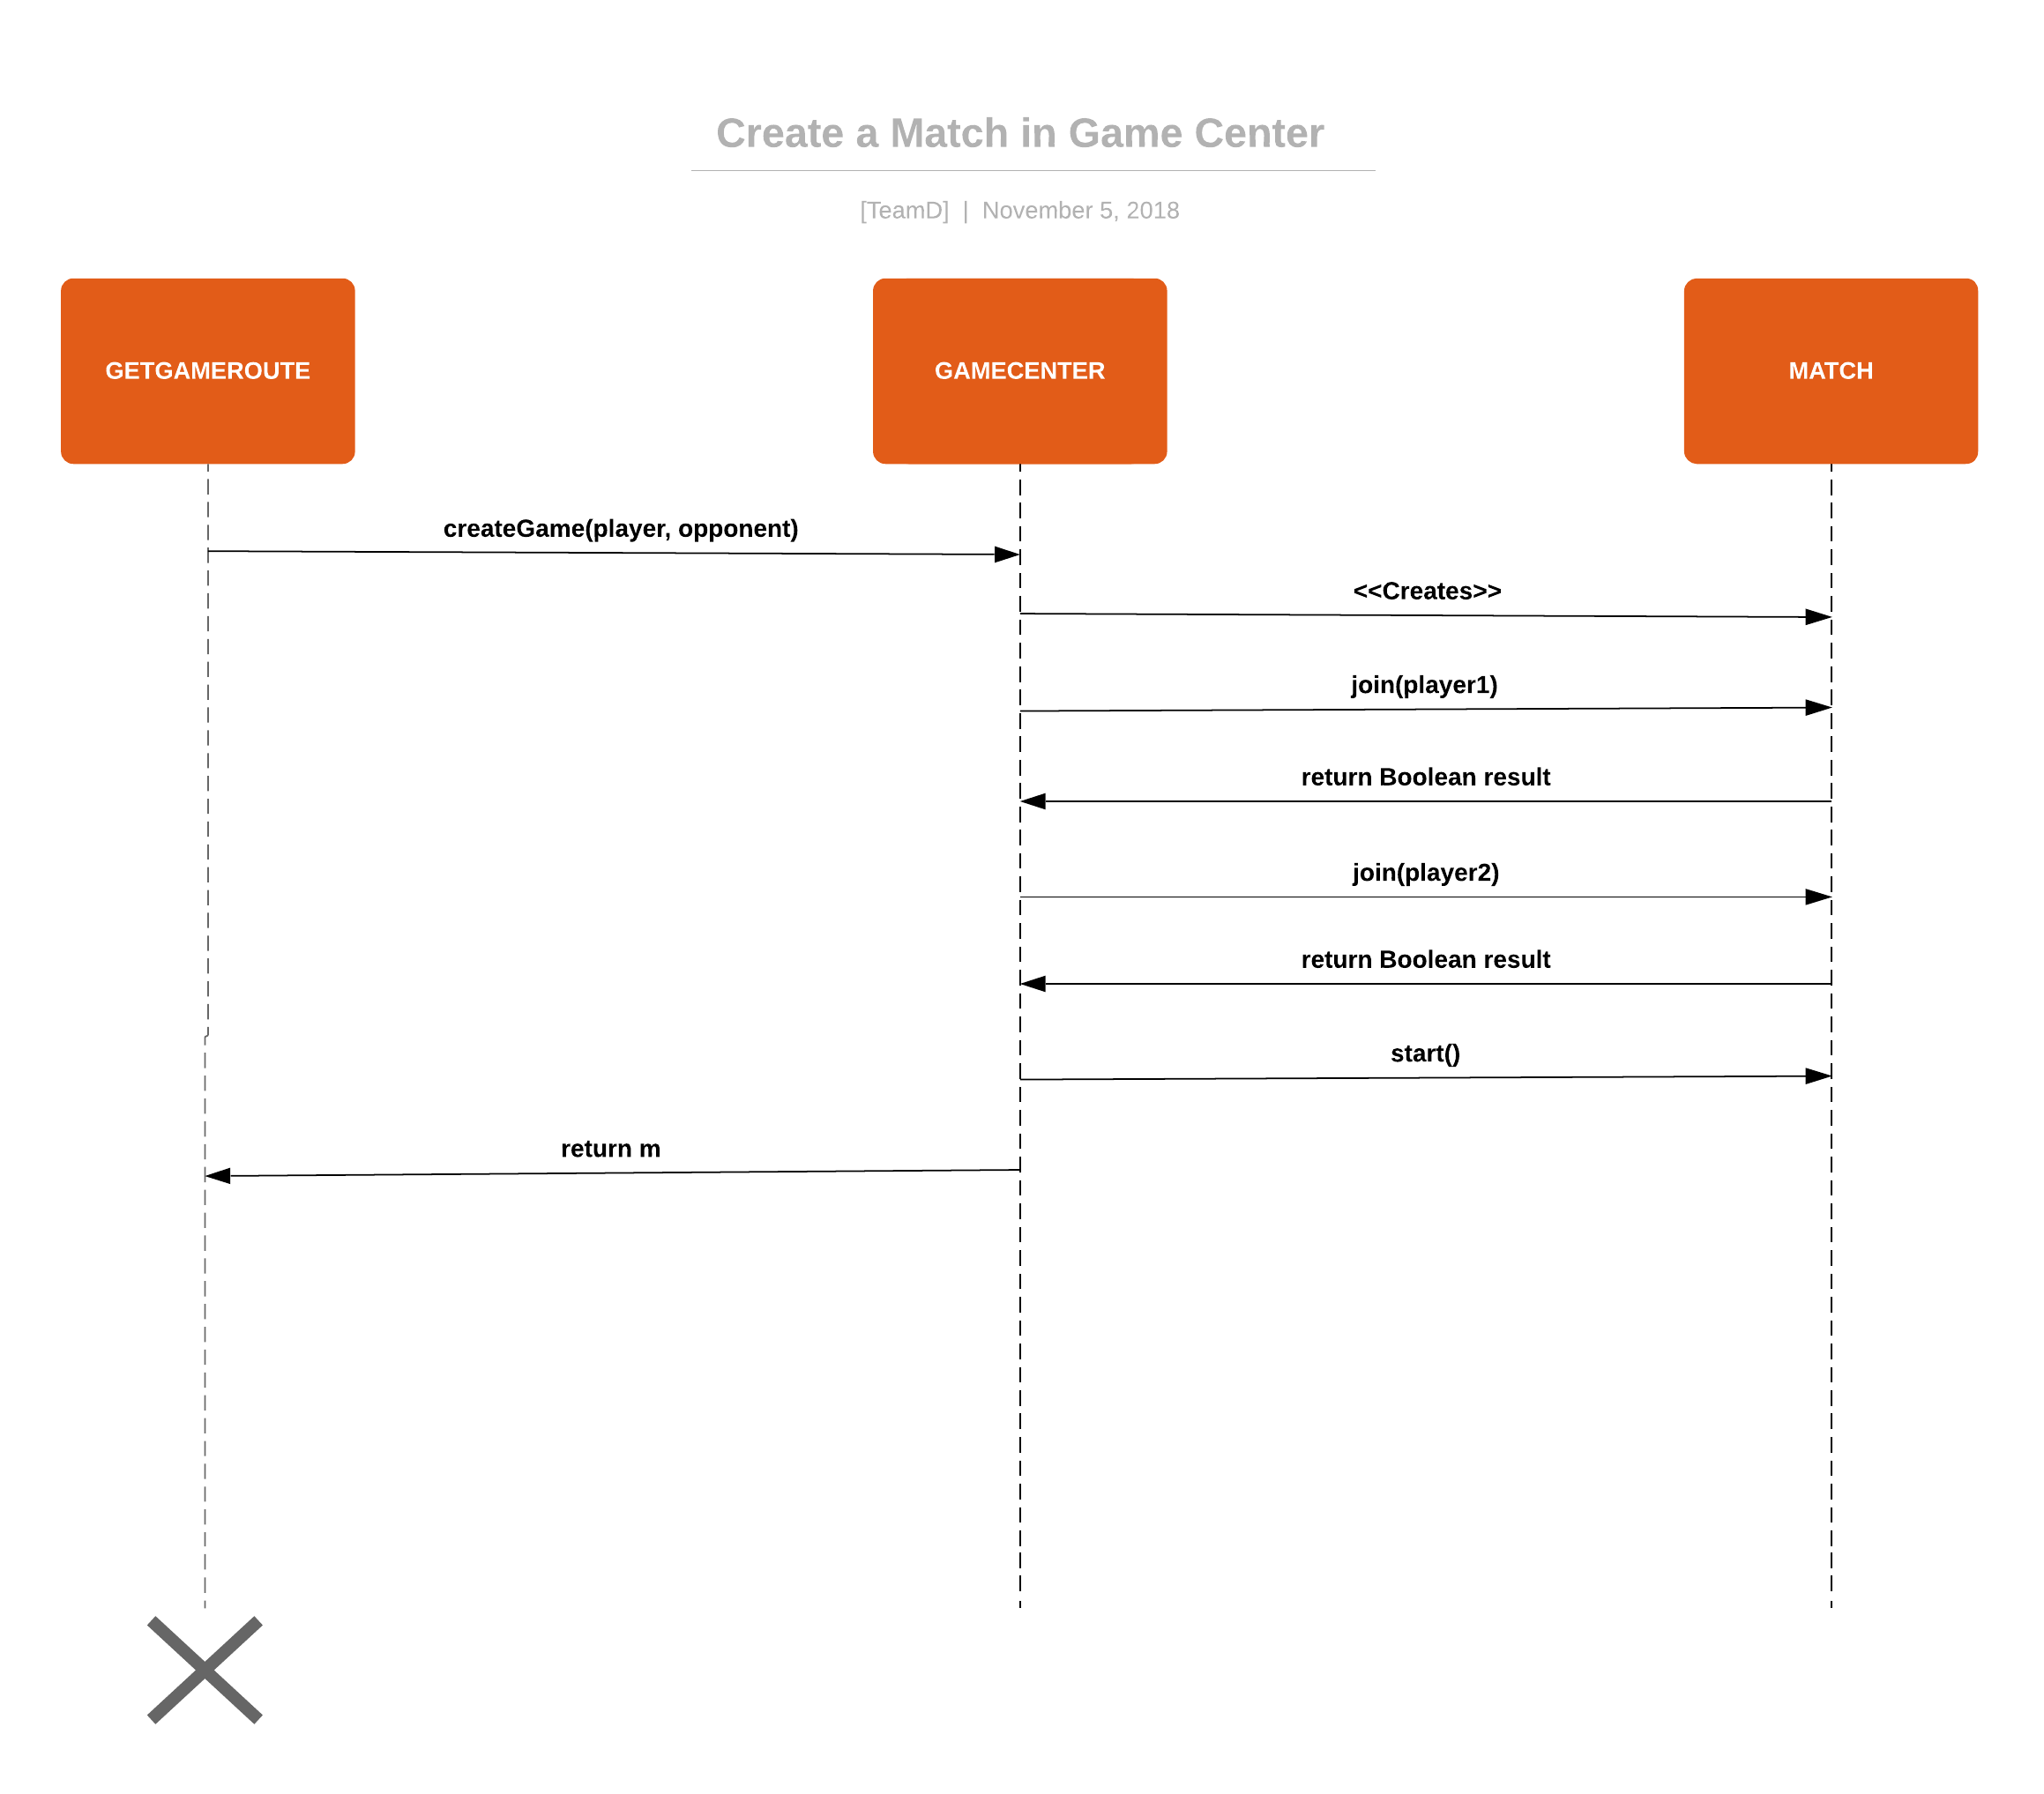 Create a Match in Game Center
[TeamD] | November 5, 2018
GETGAMEROUTE
GAMECENTER
MATCH
createGame(player, opponent)
<<Creates>>
join(player1)
return Boolean result
join(player2)
return Boolean result
start()
return m